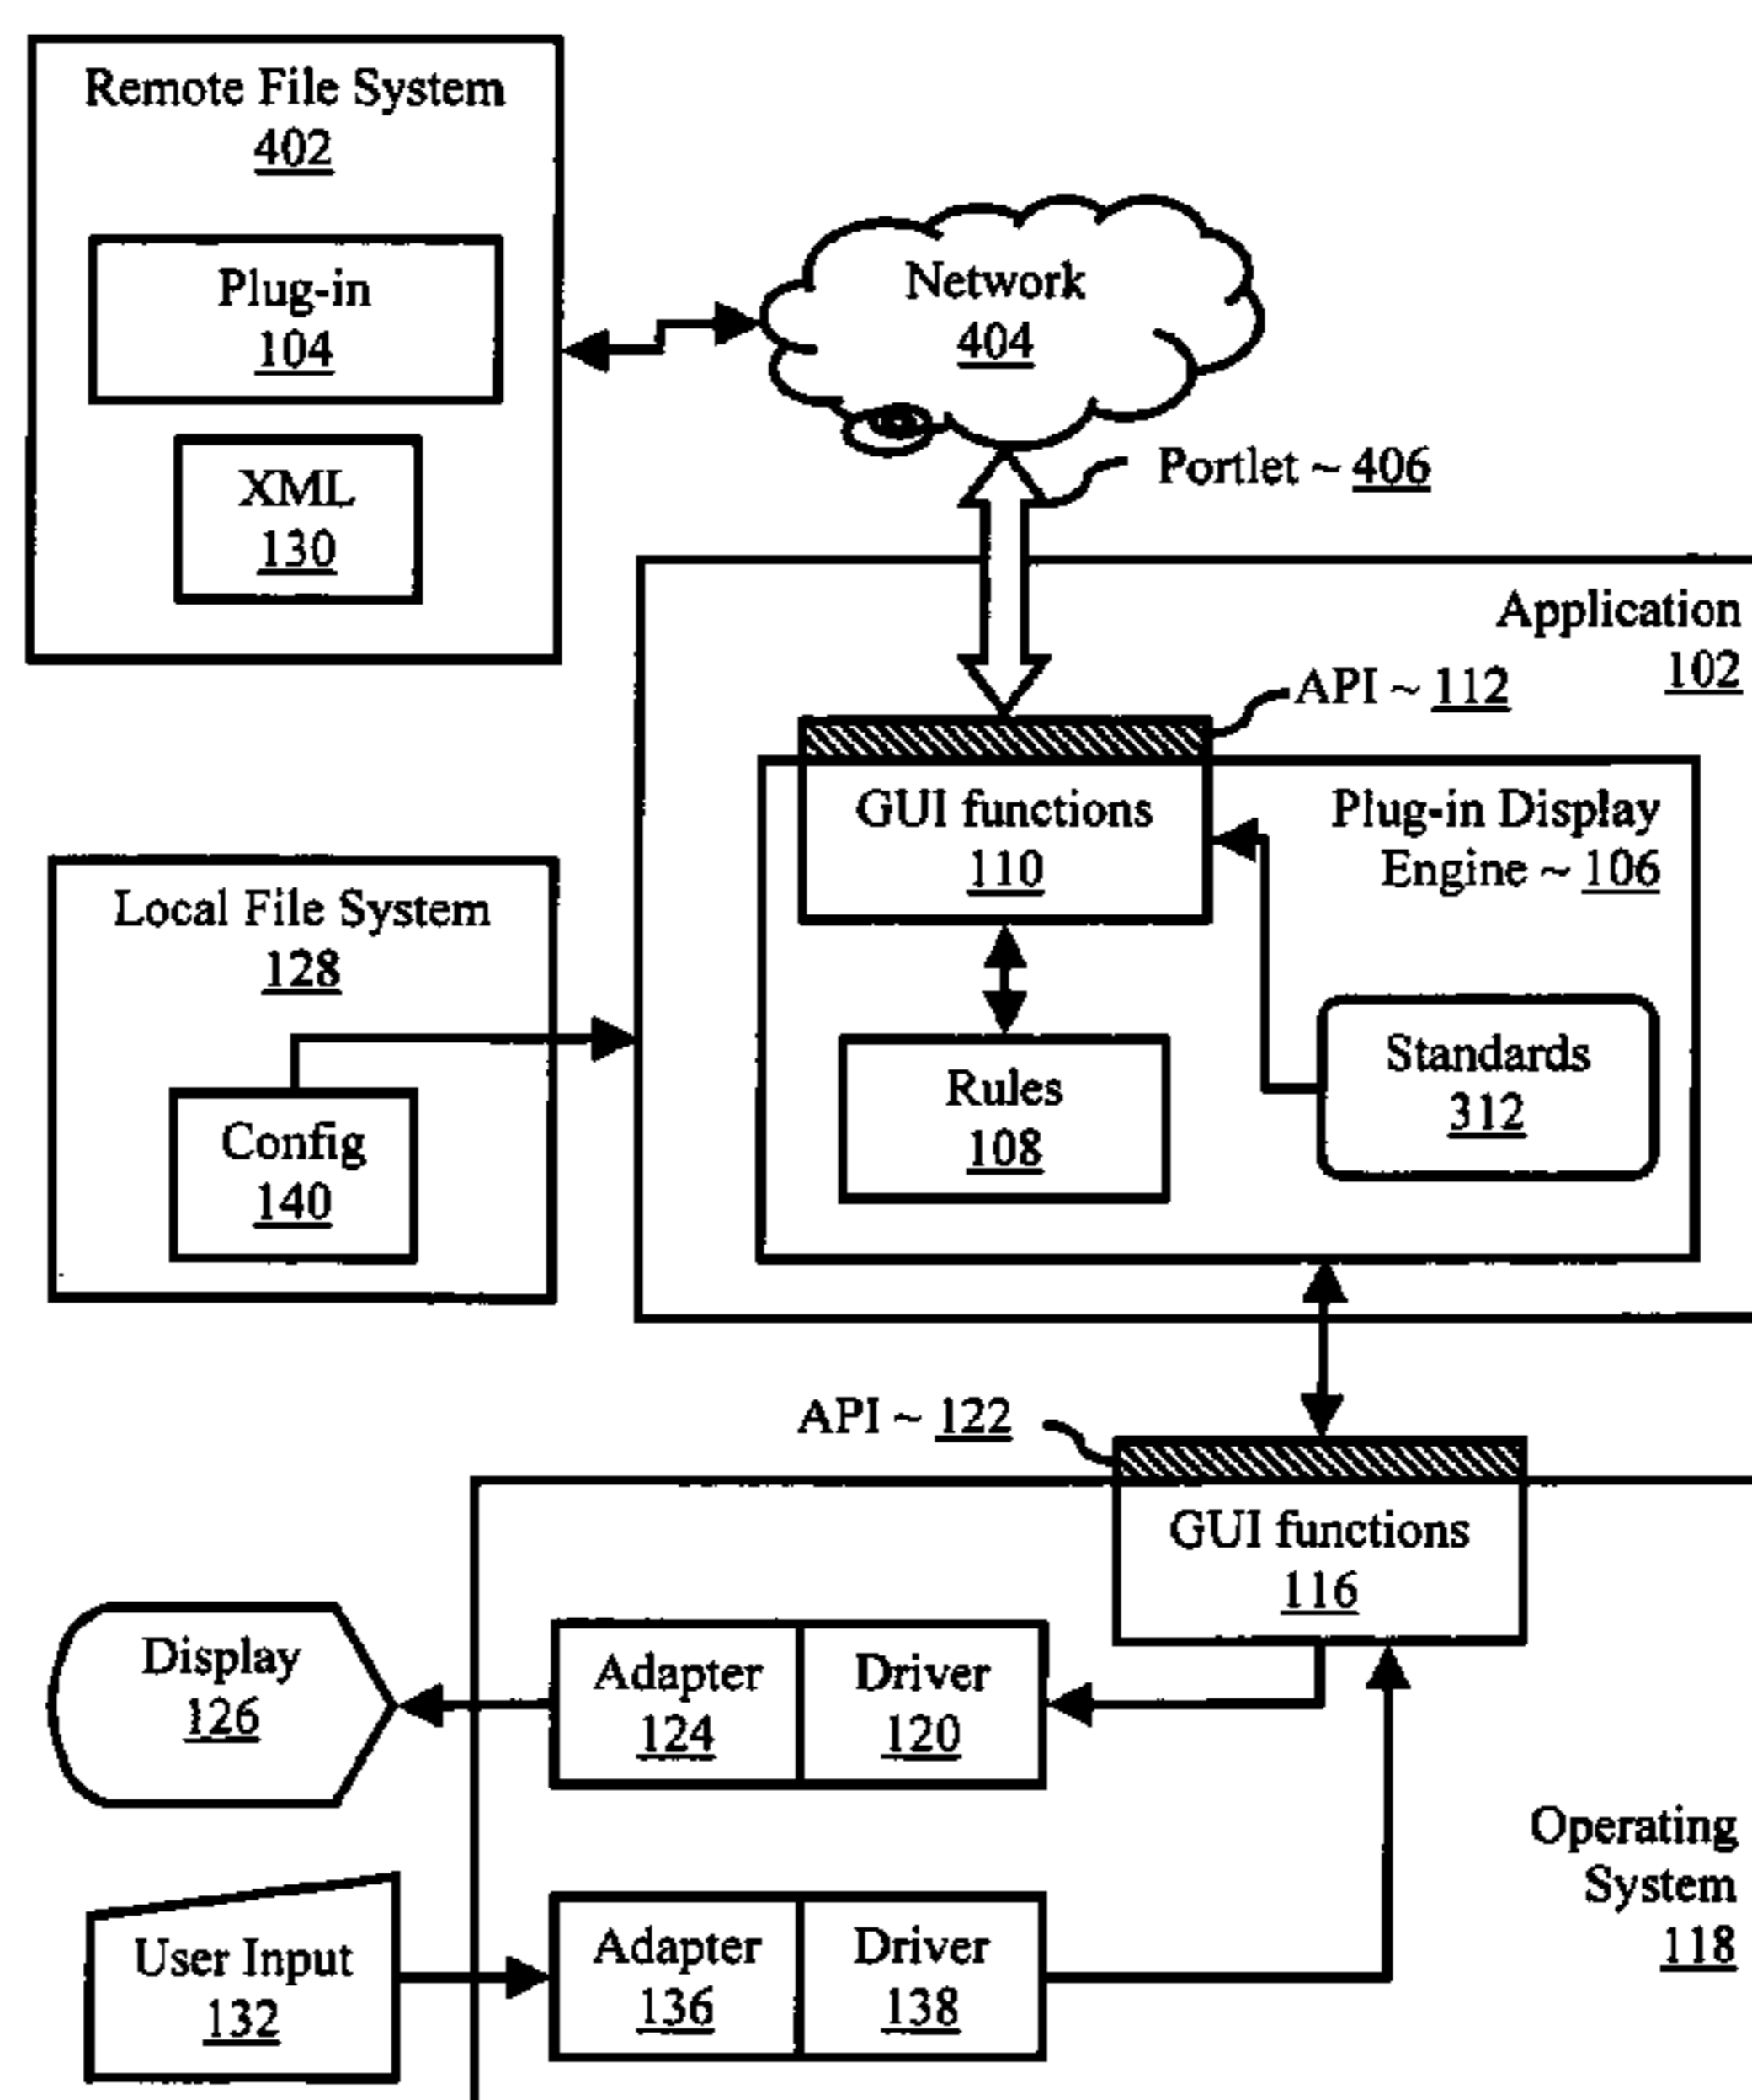 Remote File System
402
Plug-in
104
XML
130
Network
404
Portlet ~ 406
Application
102
API ~ 112
GUI functions
110
Plug-in Display
Engine ~ 106
Rules
108
Standards
312
Local File System
128
Config
140
API ~ 122
GUI functions
116
Display
126
Adapter
124
Driver
120
Operating
System
118
User Input
132
Adapter
136
Driver
138